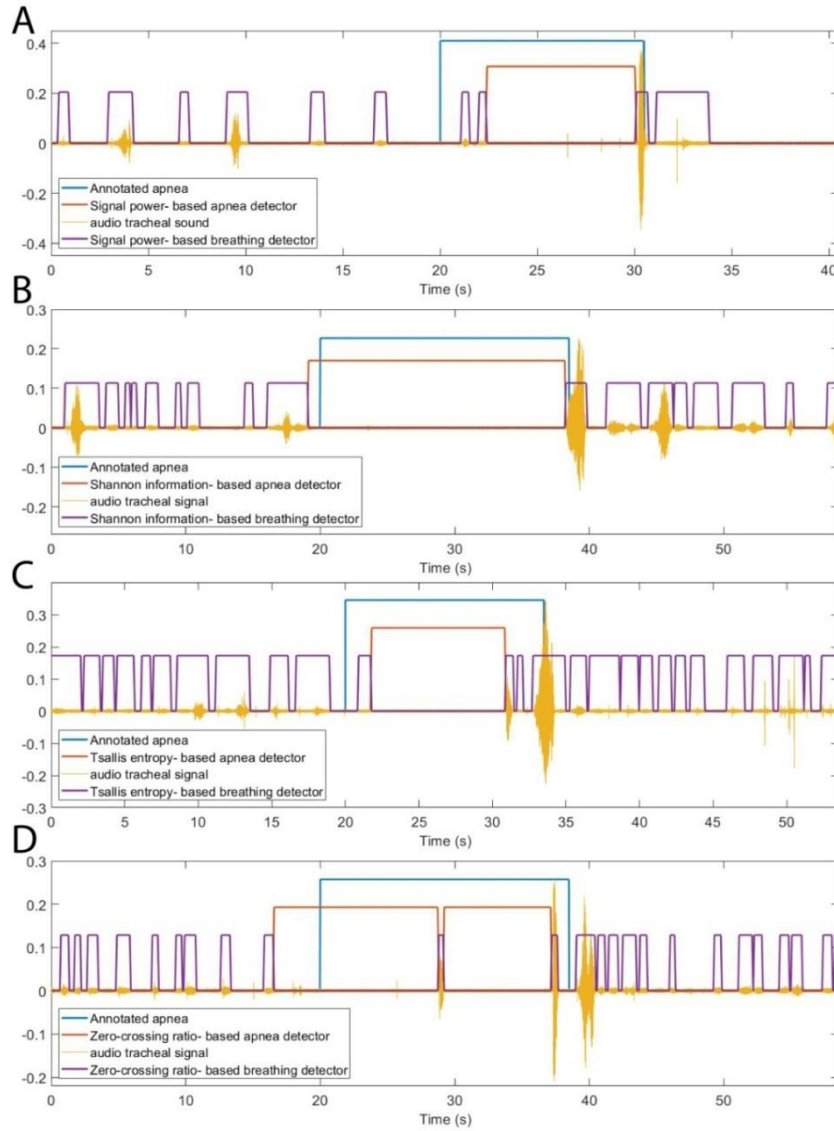 A
0.4
0.2
0
-0.2
-0.4
Annotated apnea
Signal power- based apnea detector
audio tracheal sound
Signal power- based breathing detector
0 5 10 15 20 25 30 35 40
Time (s)
B
0.3
0.2
0.1
0
-0.1
-0.2
Annotated apnea
Shannon information- based apnea detector
audio tracheal signal
Shannon information- based breathing detector
0 10 20 30 40 50
Time (s)
C
0.3
0.2
0.1
0
-0.1
-0.2
-0.3
Annotated apnea
Tsallis entropy- based apnea detector
audio tracheal signal
Tsallis entropy- based breathing detector
0 5 10 15 20 25 30 35 40 45 50
Time (s)
D
0.3
0.2
0.1
0
-0.1
-0.2
Annotated apnea
Zero-crossing ratio- based apnea detector
audio tracheal signal
Zero-crossing ratio- based breathing detector
0 10 20 30 40 50
Time (s)